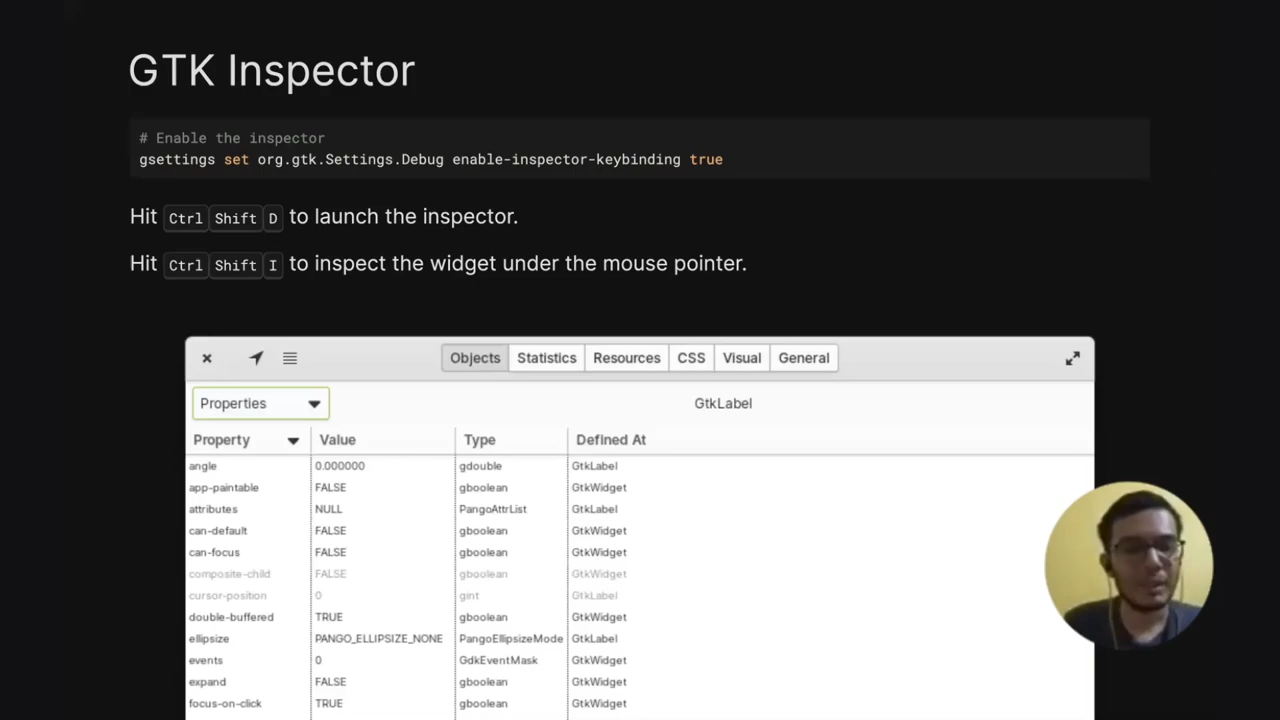 GTK Inspector
# Enable the inspector
gsettings set org.gtk.Settings.Debug enable-inspector-keybinding true
Hit Ctrl Shift D to launch the inspector.
Hit Ctrl Shift I to inspect the widget under the mouse pointer.
Objects Statistics Resources CSS Visual General
Properties GtkLabel
Property Value Type Defined At
angle 0.000000 gdouble GtkLabel
app-paintable FALSE gboolean GtkWidget
attributes NULL PangoAttrList GtkLabel
can-default FALSE gboolean GtkWidget
can-focus FALSE gboolean GtkWidget
composite-child FALSE gboolean GtkWidget
cursor-position 0 gint GtkLabel
double-buffered TRUE gboolean GtkWidget
ellipsize PANGO_ELLIPSIZE_NONE PangoEllipsizeMode GtkLabel
events 0 GdkEventMask GtkWidget
expand FALSE gboolean GtkWidget
focus-on-click TRUE gboolean GtkWidget